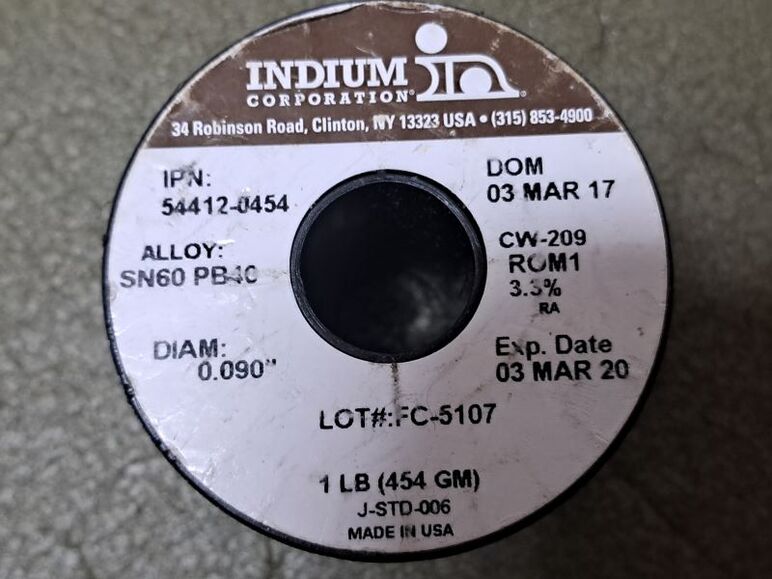 INDIUM
CORPORATION®
34 Robinson Road, Clinton, NY 13323 USA • (315) 853-4900
IPN:
54412-0454
DOM
03 MAR 17
ALLOY:
SN60 PB40
CW-209
ROM1
3.3%
RA
DIAM:
0.090"
Exp. Date
03 MAR 20
LOT#:FC-5107
1 LB (454 GM)
J-STD-006
MADE IN USA